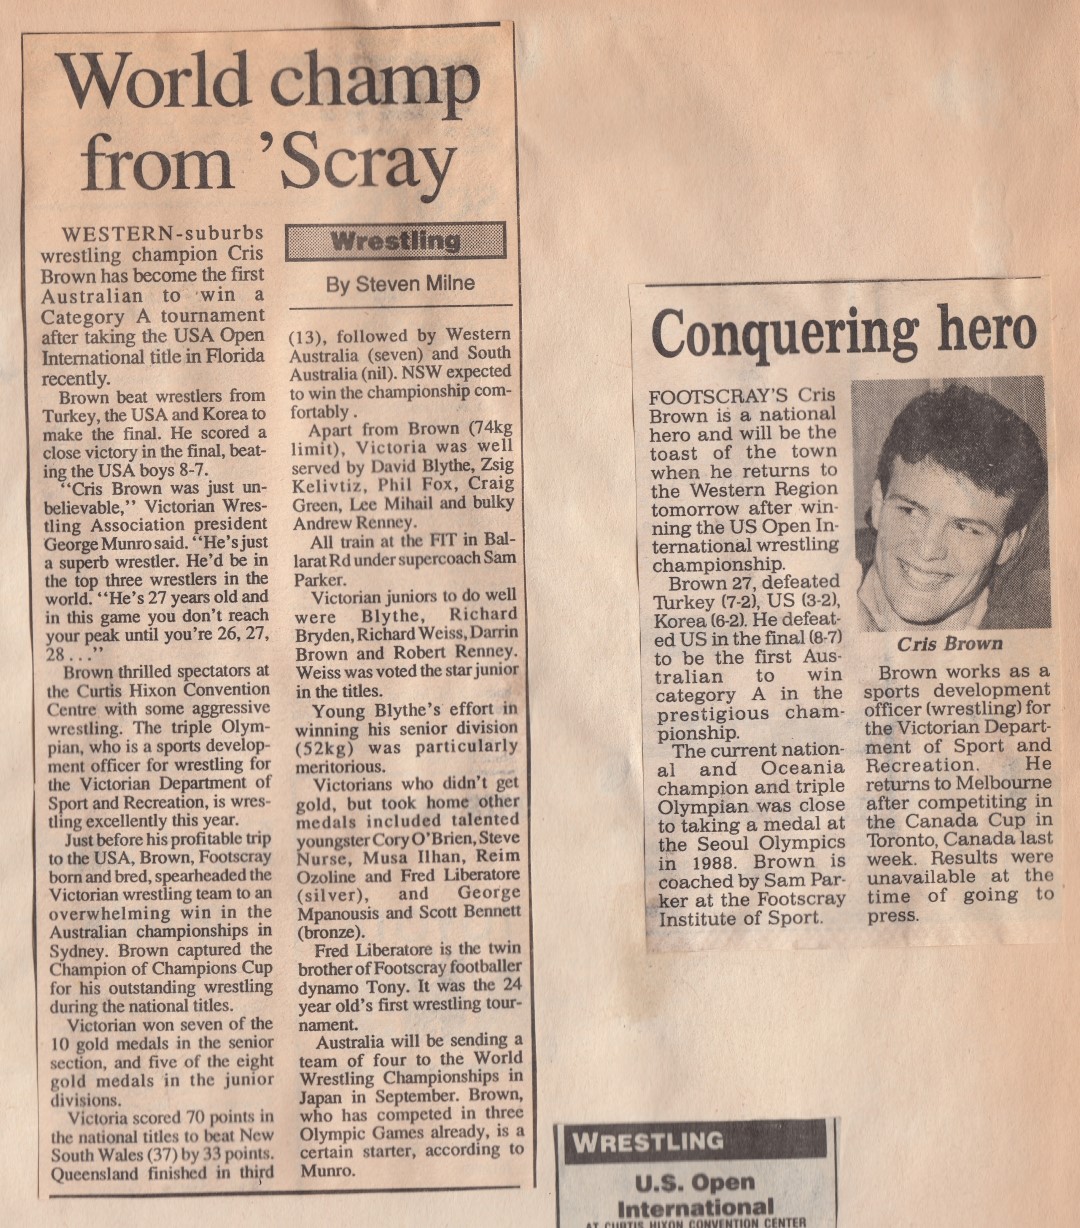 World champ
from 'Scray
WESTERN-suburbs
wrestling champion Cris
Brown has become the first
Australian to win a
Category A tournament
after taking the USA Open
International title in Florida
recently.
Brown beat wrestlers from
Turkey, the USA and Korea to
make the final. He scored a
close victory in the final, beat-
ing the USA boys 8-7.
"Cris Brown was just un-
believable," Victorian Wres-
tling Association president
George Munro said. "He's just
a superb wrestler. He'd be in
the top three wrestlers in the
world. "He's 27 years old and
in this game you don't reach
your peak until you're 26, 27,
28 . . ."
Brown thrilled spectators at
the Curtis Hixon Convention
Centre with some aggressive
wrestling. The triple Olym-
pian, who is a sports develop-
ment officer for wrestling for
the Victorian Department of
Sport and Recreation, is wres-
tling excellently this year.
Just before his profitable trip
to the USA, Brown, Footscray
born and bred, spearheaded the
Victorian wrestling team to an
overwhelming win in the
Australian championships in
Sydney. Brown captured the
Champion of Champions Cup
for his outstanding wrestling
during the national titles.
Victorian won seven of the
10 gold medals in the senior
section, and five of the eight
gold medals in the junior
divisions.
Victoria scored 70 points in
the national titles to beat New
South Wales (37) by 33 points.
Queensland finished in third
Wrestling
By Steven Milne
(13), followed by Western
Australia (seven) and South
Australia (nil). NSW expected
to win the championship com-
fortably .
Apart from Brown (74kg
limit), Victoria was well
served by David Blythe, Zsig
Kelivtiz, Phil Fox, Craig
Green, Lee Mihail and bulky
Andrew Renney.
All train at the FIT in Bal-
larat Rd under supercoach Sam
Parker.
Victorian juniors to do well
were Blythe, Richard
Bryden, Richard Weiss, Darrin
Brown and Robert Renney.
Weiss was voted the star junior
in the titles.
Young Blythe's effort in
winning his senior division
(52kg) was particularly
meritorious.
Victorians who didn't get
gold, but took home other
medals included talented
youngster Cory O'Brien, Steve
Nurse, Musa Ilhan, Reim
Ozoline and Fred Liberatore
(silver), and George
Mpanousis and Scott Bennett
(bronze).
Fred Liberatore is the twin
brother of Footscray footballer
dynamo Tony. It was the 24
year old's first wrestling tour-
nament.
Australia will be sending a
team of four to the World
Wrestling Championships in
Japan in September. Brown,
who has competed in three
Olympic Games already, is a
certain starter, according to
Munro.
Conquering hero
FOOTSCRAY'S Cris
Brown is a national
hero and will be the
toast of the town
when he returns to
the Western Region
tomorrow after win-
ning the US Open In-
ternational wrestling
championship.
Brown 27, defeated
Turkey (7-2), US (3-2),
Korea (6-2). He defeat-
ed US in the final (8-7)
to be the first Aus-
tralian to win
category A in the
prestigious cham-
pionship.
The current nation-
al and Oceania
champion and triple
Olympian was close
to taking a medal at
the Seoul Olympics
in 1988. Brown is
coached by Sam Par-
ker at the Footscray
Institute of Sport.
Cris Brown
Brown works as a
sports development
officer (wrestling) for
the Victorian Depart-
ment of Sport and
Recreation. He
returns to Melbourne
after competiting in
the Canada Cup in
Toronto, Canada last
week. Results were
unavailable at the
time of going to
press.
WRESTLING
U.S. Open
International
AT CURTIS HIXON CONVENTION CENTER